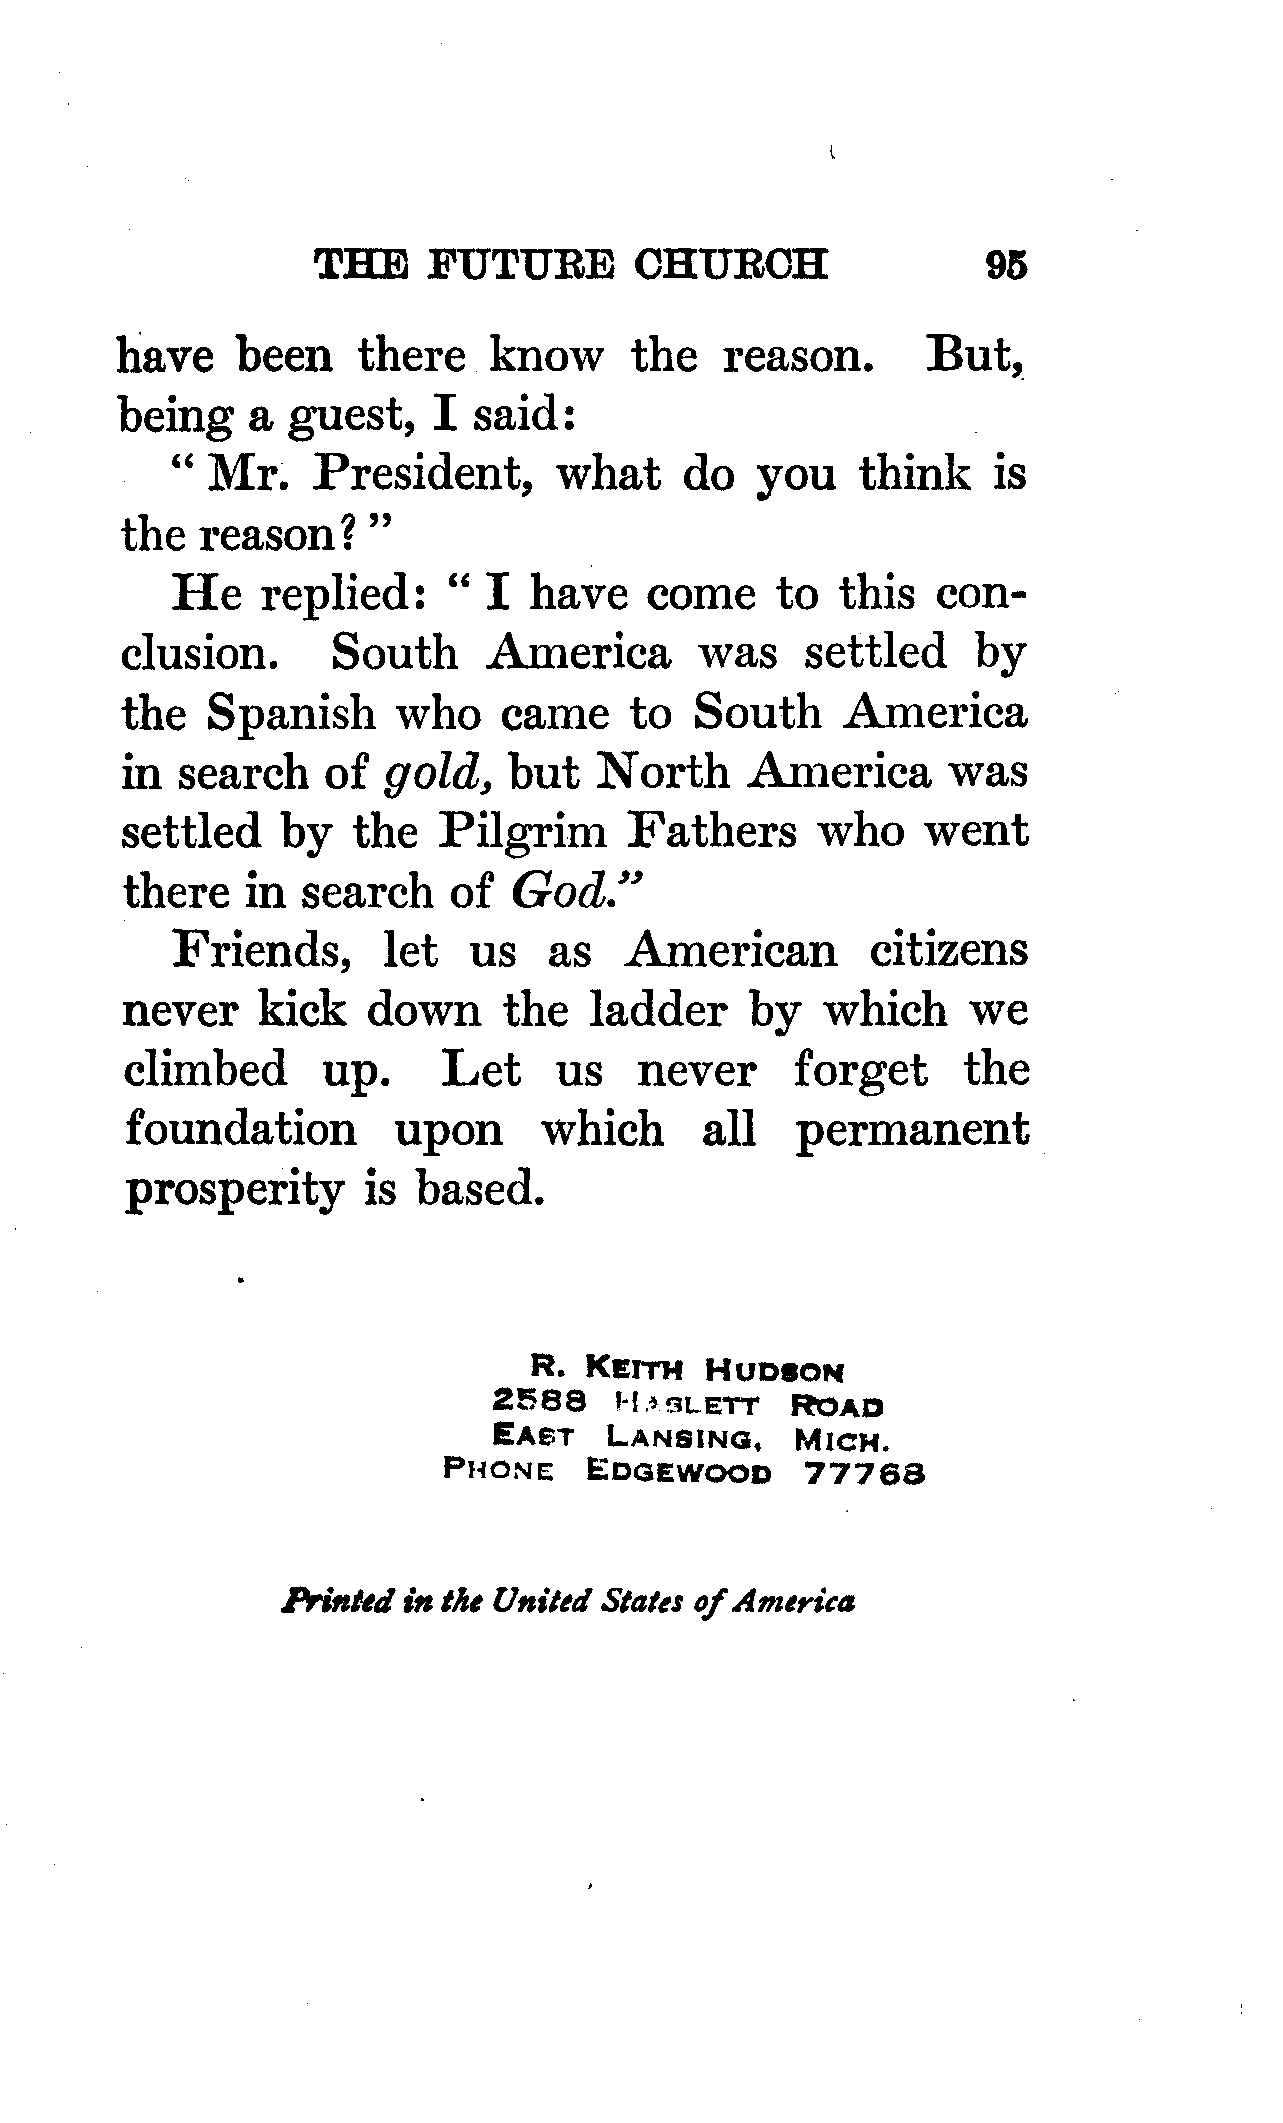 THE FUTURE CHURCH 95
have been there know the reason. But,
being a guest, I said:
" Mr. President, what do you think is
the reason? "
He replied: " I have come to this con-
clusion. South America was settled by
the Spanish who came to South America
in search of gold, but North America was
settled by the Pilgrim Fathers who went
there in search of God."
Friends, let us as American citizens
never kick down the ladder by which we
climbed up. Let us never forget the
foundation upon which all permanent
prosperity is based.
R. KEITH HUDSON
2588 HASLETT ROAD
EAST LANSING, MICH.
PHONE EDGEWOOD 77768
Printed in the United States of America